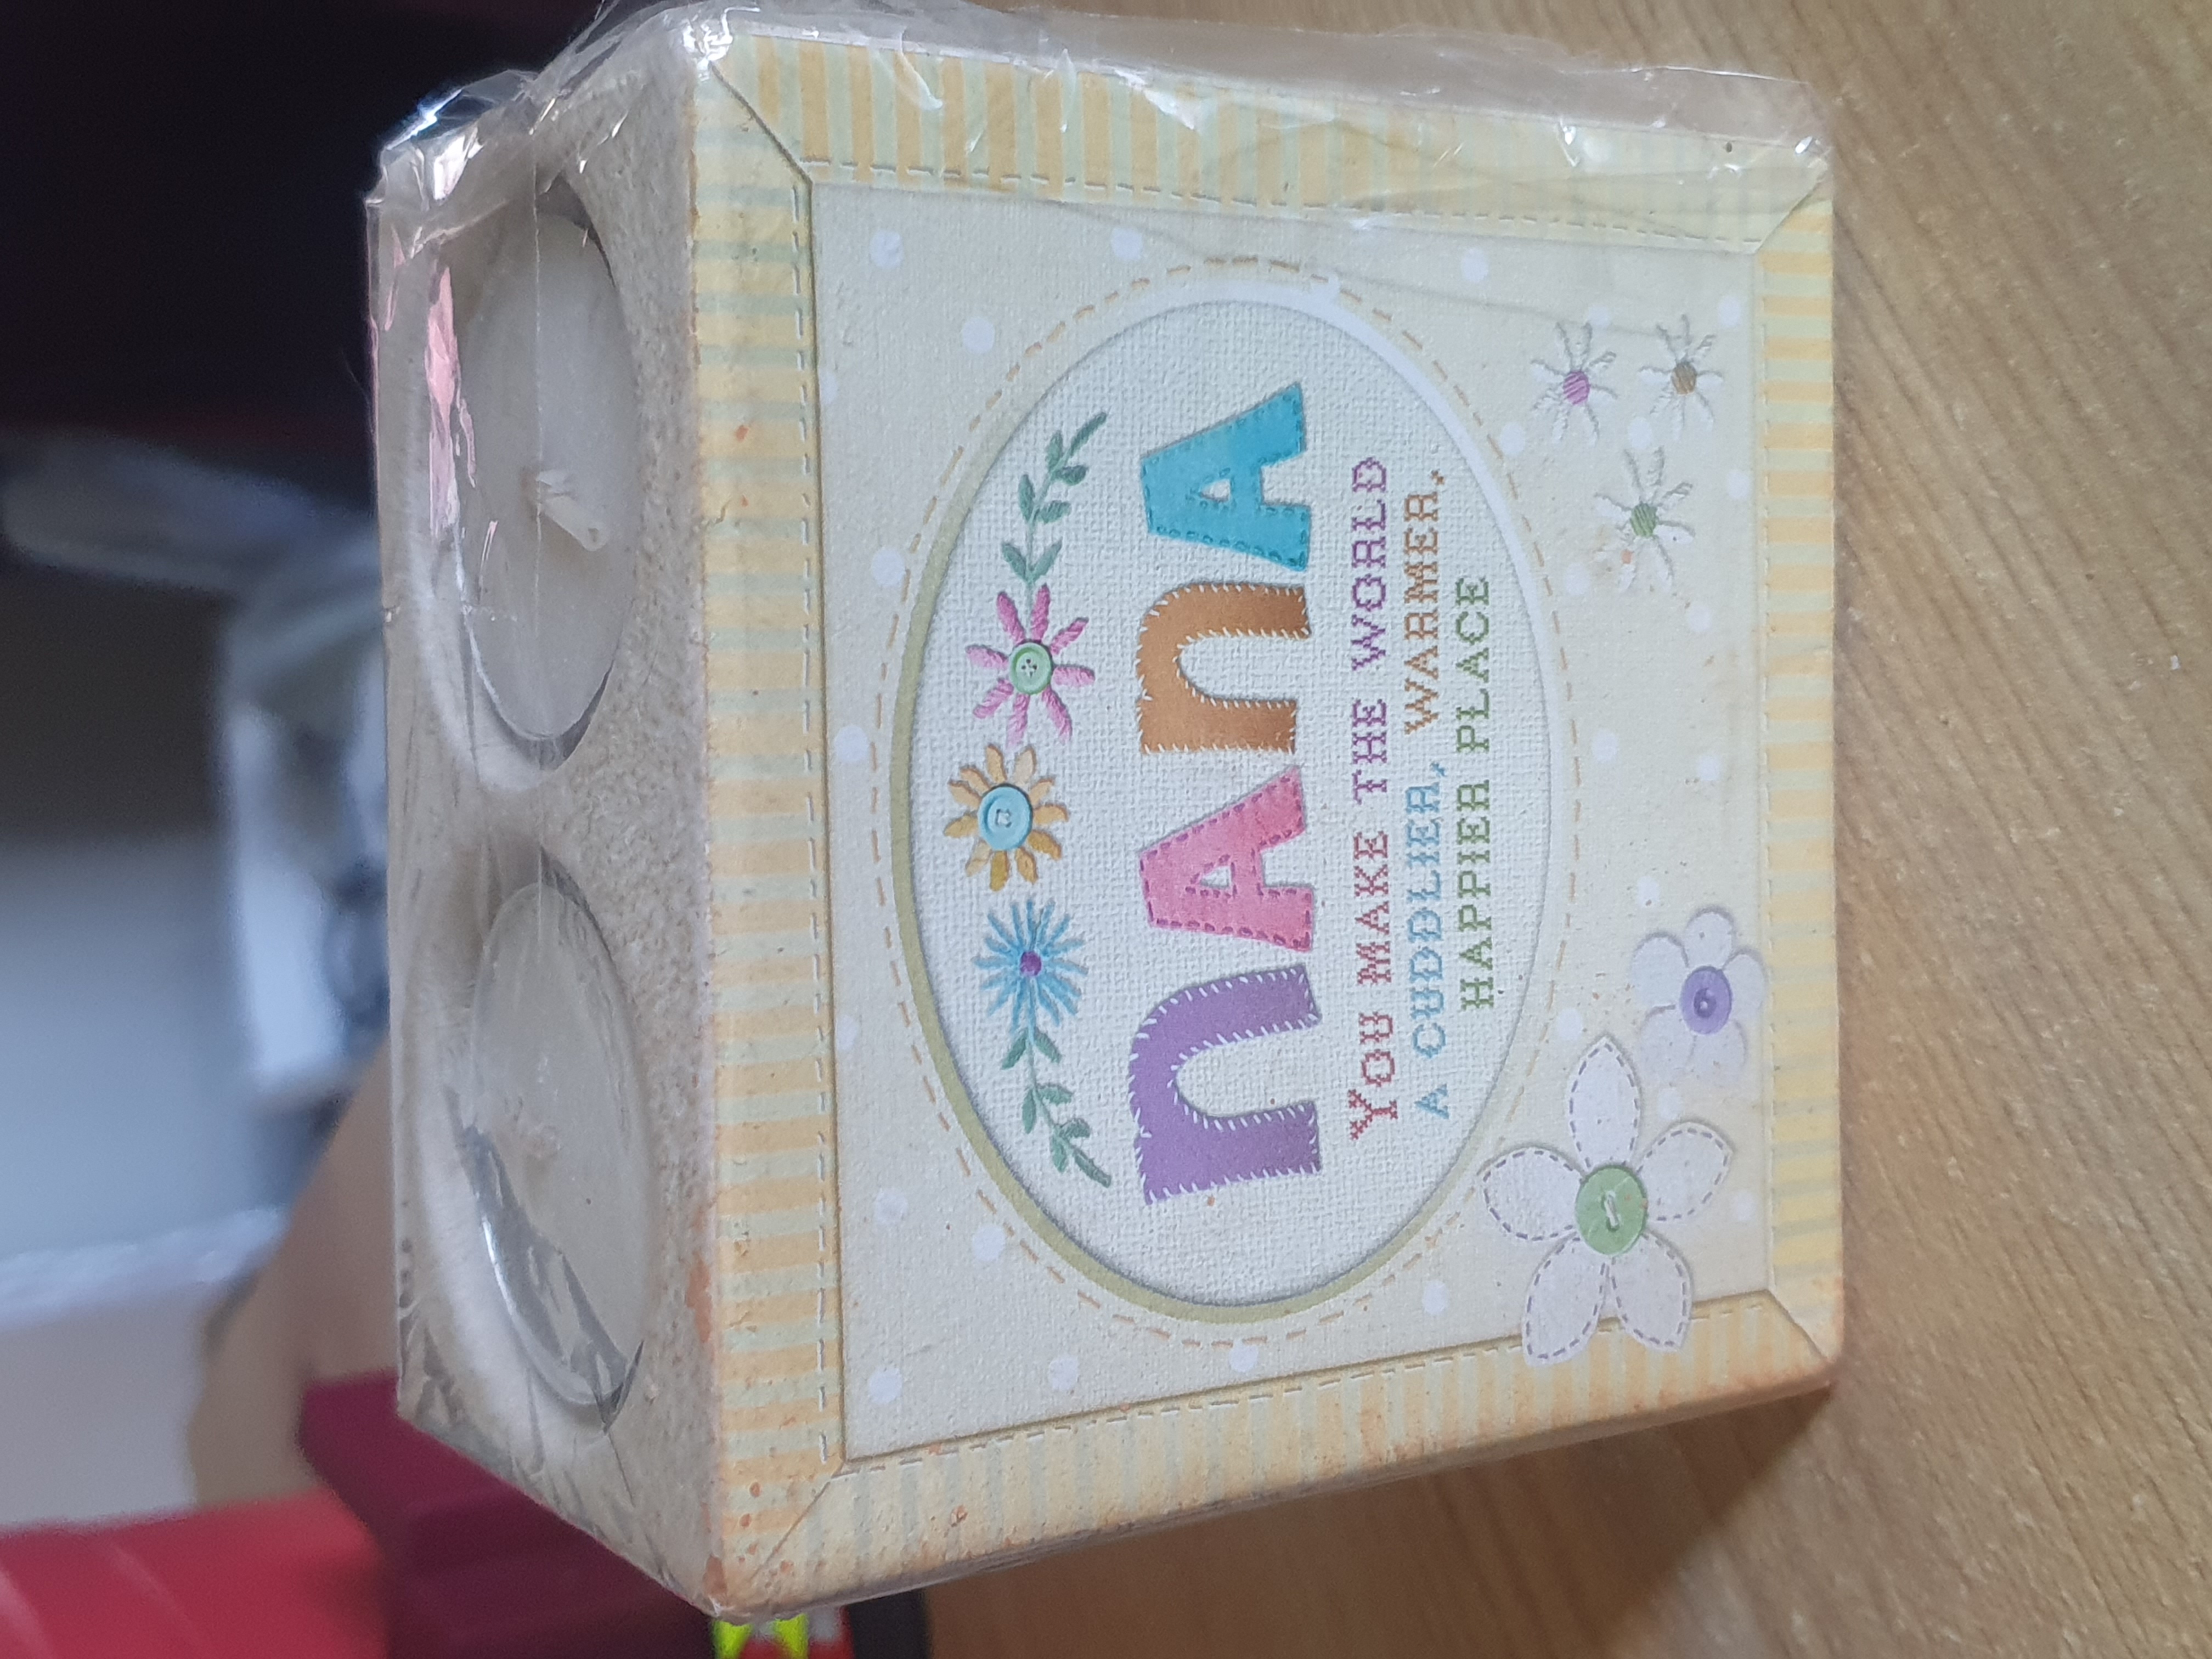 nAnA
You make the world
a cuddlier, warmer,
happier place